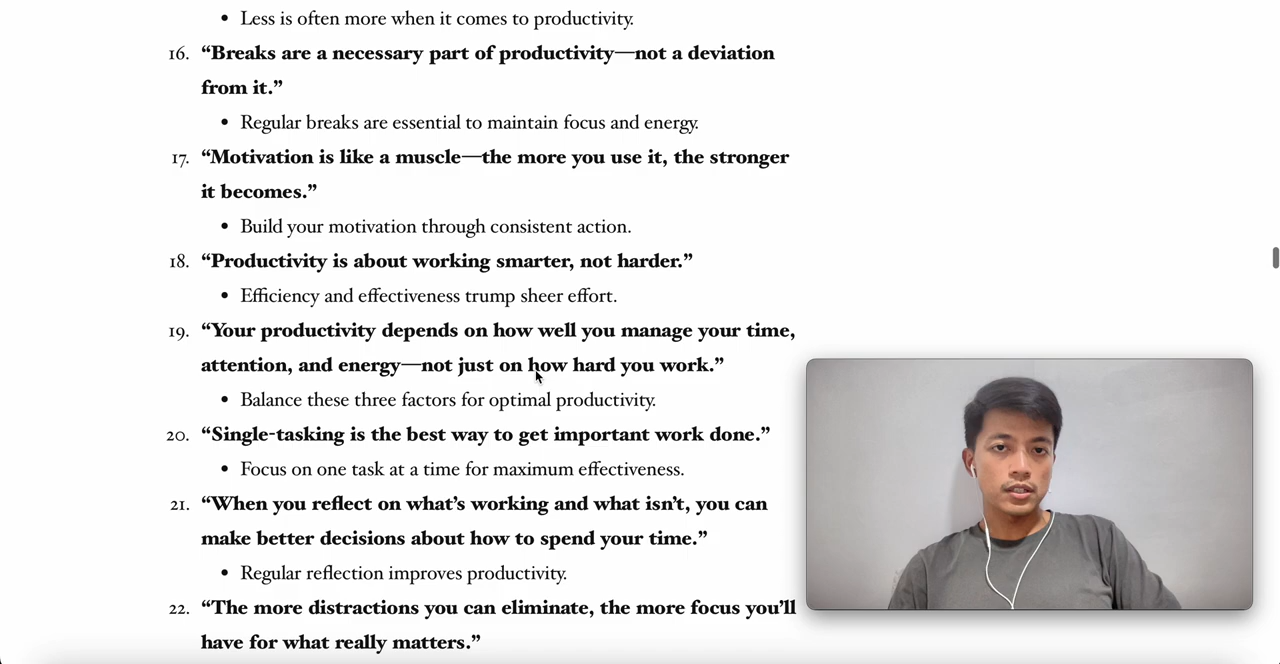 • Less is often more when it comes to productivity.
16. “Breaks are a necessary part of productivity—not a deviation
from it.”
• Regular breaks are essential to maintain focus and energy.
17. “Motivation is like a muscle—the more you use it, the stronger
it becomes.”
• Build your motivation through consistent action.
18. “Productivity is about working smarter, not harder.”
• Efficiency and effectiveness trump sheer effort.
19. “Your productivity depends on how well you manage your time,
attention, and energy—not just on how hard you work.”
• Balance these three factors for optimal productivity.
20. “Single-tasking is the best way to get important work done.”
• Focus on one task at a time for maximum effectiveness.
21. “When you reflect on what’s working and what isn’t, you can
make better decisions about how to spend your time.”
• Regular reflection improves productivity.
22. “The more distractions you can eliminate, the more focus you’ll
have for what really matters.”